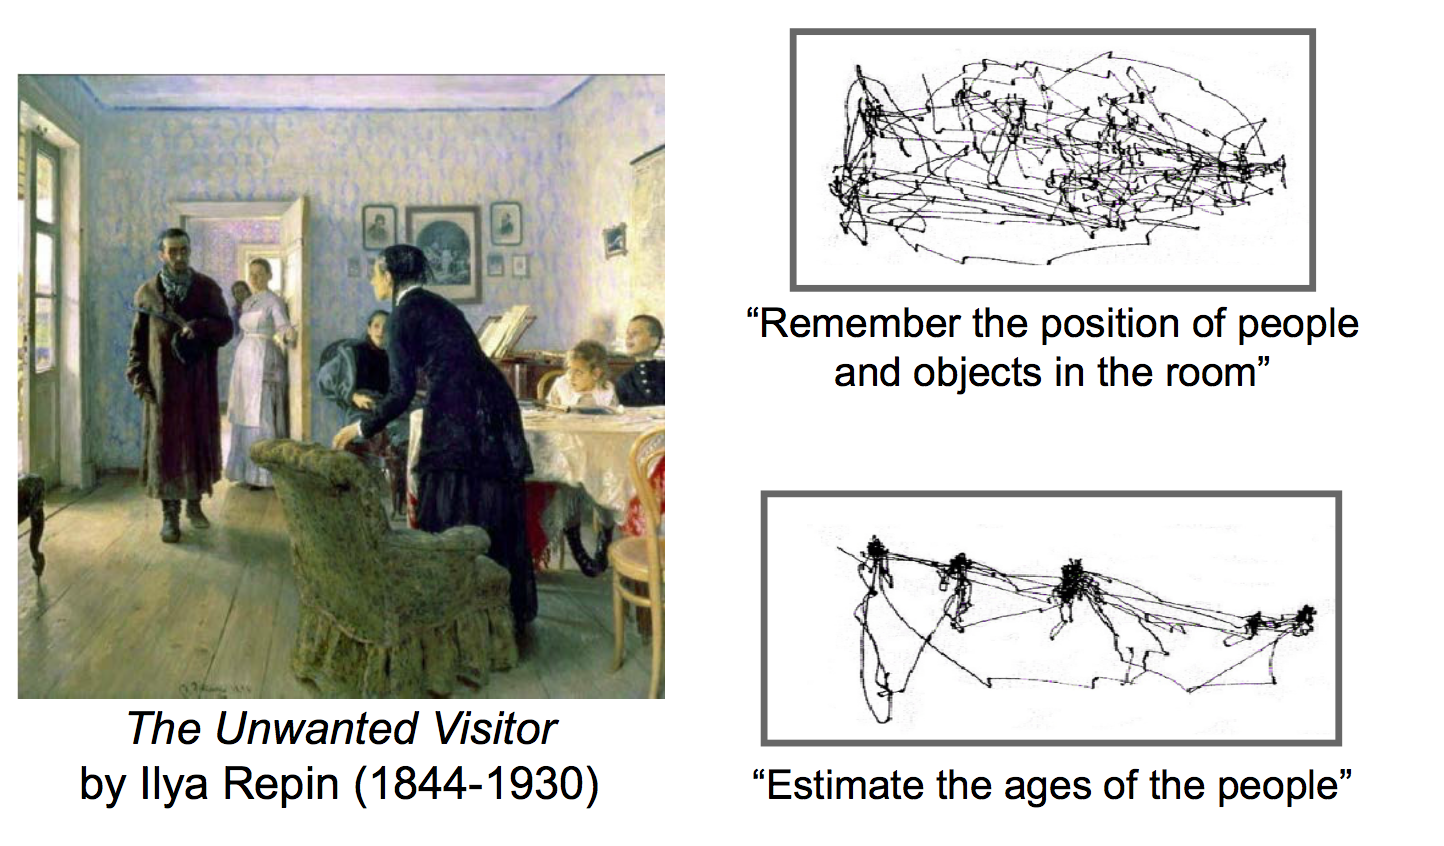 “Remember the position of people
and objects in the room”
The Unwanted Visitor
by Ilya Repin (1844-1930)
“Estimate the ages of the people”